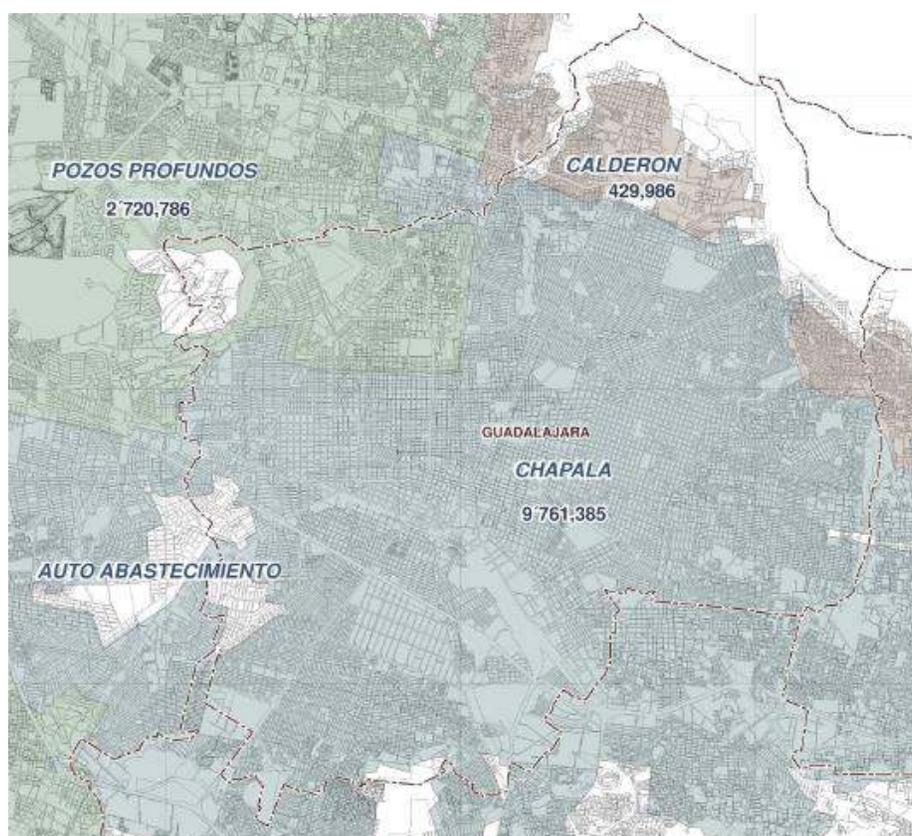 POZOS PROFUNDOS
2´720,786
CALDERON
429,986
GUADALAJARA
CHAPALA
9´761,385
AUTO ABASTECIMIENTO